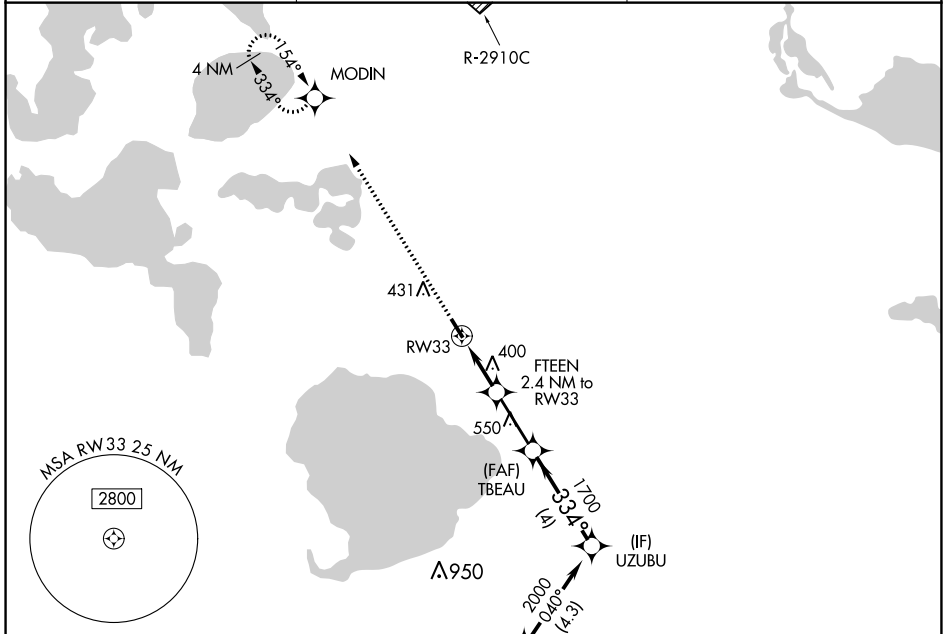 R-2910C
154°
4 NM
334°
MODIN
431
RW33
400
FTEEN
2.4 NM to
RW33
550
(FAF)
TBEAU
1700
334°
(4)
(IF)
UZUBU
MSA RW33 25 NM
2800
950
2000
040°
(4.3)